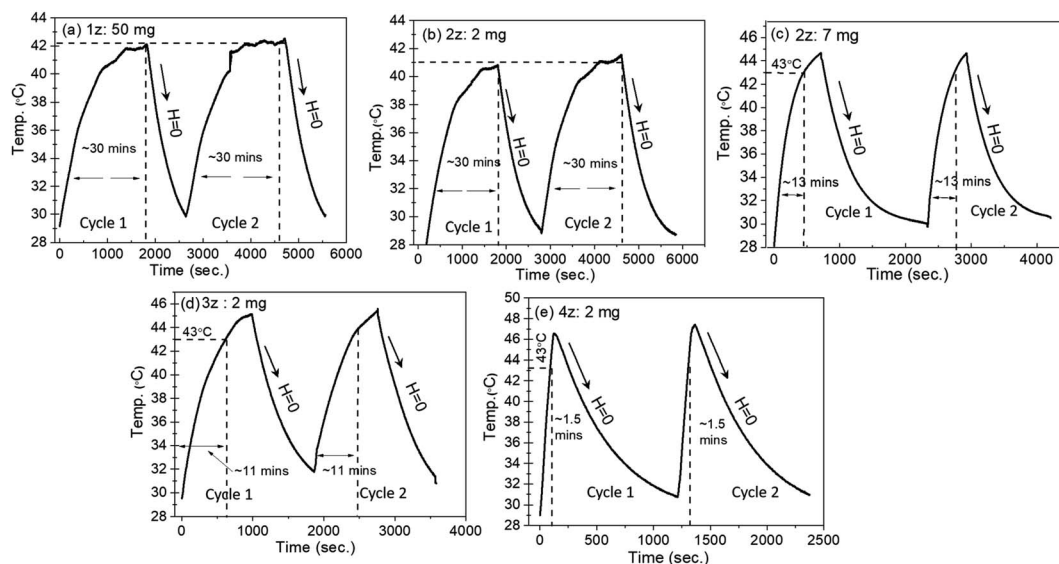 (a) 1z: 50 mg
44
42
40
38
36
34
32
30
28
Temp. (°C)
~30 mins
~30 mins
H=0
H=0
Cycle 1
Cycle 2
0 1000 2000 3000 4000 5000 6000
Time (sec.)
(b) 2z: 2 mg
44
42
40
38
36
34
32
30
28
Temp. (°C)
~30 mins
~30 mins
H=0
H=0
Cycle 1
Cycle 2
0 1000 2000 3000 4000 5000 6000
Time (sec.)
(c) 2z: 7 mg
46
44
42
40
38
36
34
32
30
28
Temp. (°C)
43°C
~13 mins
~13 mins
H=0
H=0
Cycle 1
Cycle 2
0 1000 2000 3000 4000
Time (sec.)
(d) 3z : 2 mg
46
44
42
40
38
36
34
32
30
28
Temp.(°C)
43°C
~11 mins
~11 mins
H=0
H=0
Cycle 1
Cycle 2
0 1000 2000 3000 4000
Time (sec.)
(e) 4z: 2 mg
50
48
46
44
42
40
38
36
34
32
30
28
Temp.(°C)
43°C
~1.5
mins
~1.5
mins
H=0
H=0
Cycle 1
Cycle 2
0 500 1000 1500 2000 2500
Time (sec.)